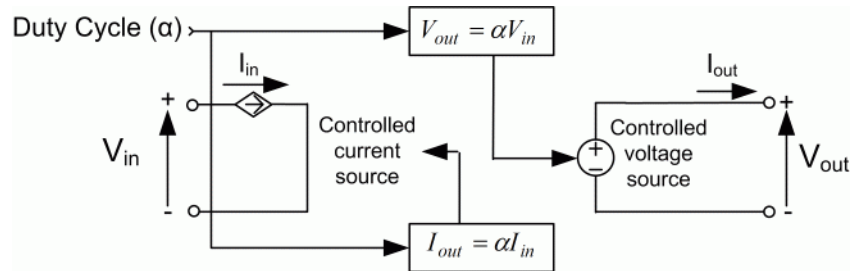 Duty Cycle (α)
V_out = αV_in
I_in
I_out
+
+
Controlled
current
source
+
−
Controlled
voltage
source
V_in
V_out
-
-
I_out = αI_in